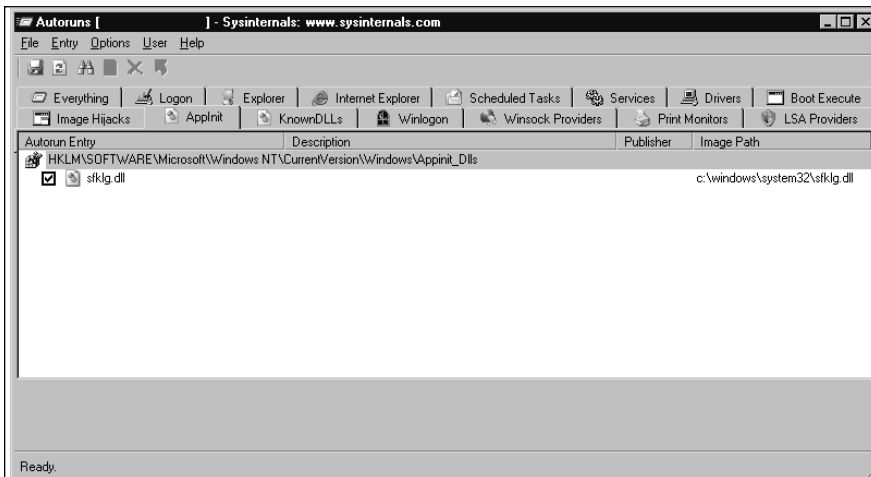 Autoruns [ ] - Sysinternals: www.sysinternals.com
File Entry Options User Help
Everything Logon Explorer Internet Explorer Scheduled Tasks Services Drivers Boot Execute
Image Hijacks AppInit KnownDLLs Winlogon Winsock Providers Print Monitors LSA Providers
Autorun Entry Description Publisher Image Path
HKLM\SOFTWARE\Microsoft\Windows NT\CurrentVersion\Windows\Appinit_Dlls
sfklg.dll c:\windows\system32\sfklg.dll
Ready.